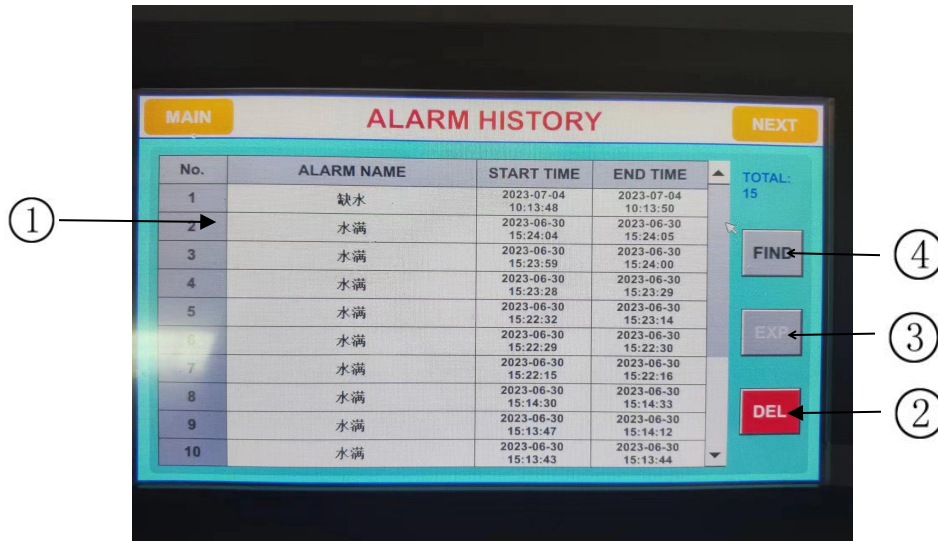 MAIN
ALARM HISTORY
NEXT
No. ALARM NAME START TIME END TIME
TOTAL:
15
1 缺水 2023-07-04 10:13:48 2023-07-04 10:13:50
2 水满 2023-06-30 15:24:04 2023-06-30 15:24:05
3 水满 2023-06-30 15:23:59 2023-06-30 15:24:00
4 水满 2023-06-30 15:23:28 2023-06-30 15:23:29
5 水满 2023-06-30 15:22:32 2023-06-30 15:23:14
6 水满 2023-06-30 15:22:29 2023-06-30 15:22:30
7 水满 2023-06-30 15:22:15 2023-06-30 15:22:16
8 水满 2023-06-30 15:14:30 2023-06-30 15:14:33
9 水满 2023-06-30 15:13:47 2023-06-30 15:14:12
10 水满 2023-06-30 15:13:43 2023-06-30 15:13:44
FIND
EXP
DEL
①
④
③
②